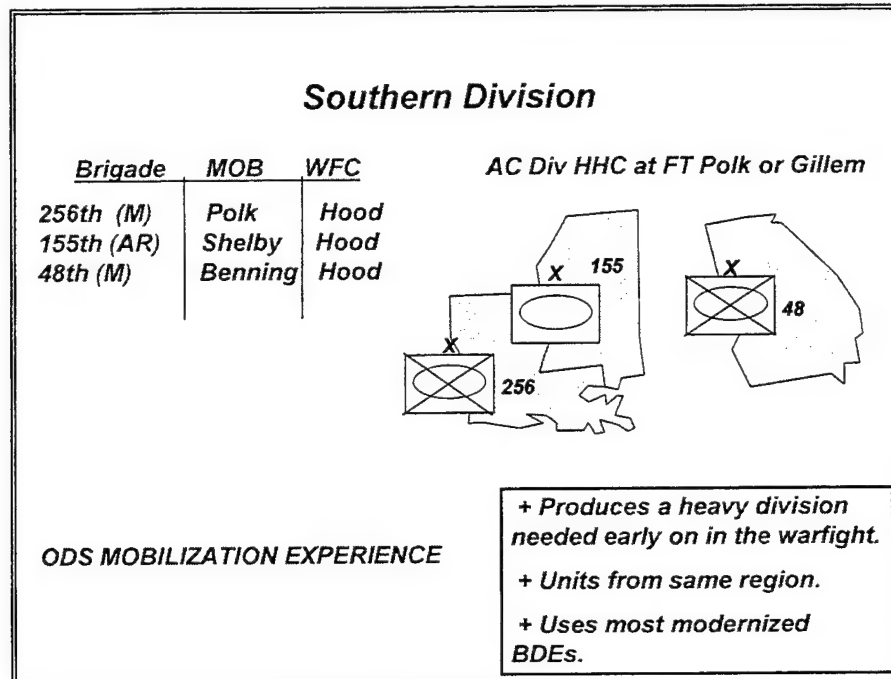 Southern Division
Brigade MOB WFC
256th (M) Polk Hood
155th (AR) Shelby Hood
48th (M) Benning Hood
AC Div HHC at FT Polk or Gillem
X 155
X
48
X
256
ODS MOBILIZATION EXPERIENCE
+ Produces a heavy division
needed early on in the warfight.
+ Units from same region.
+ Uses most modernized
BDEs.